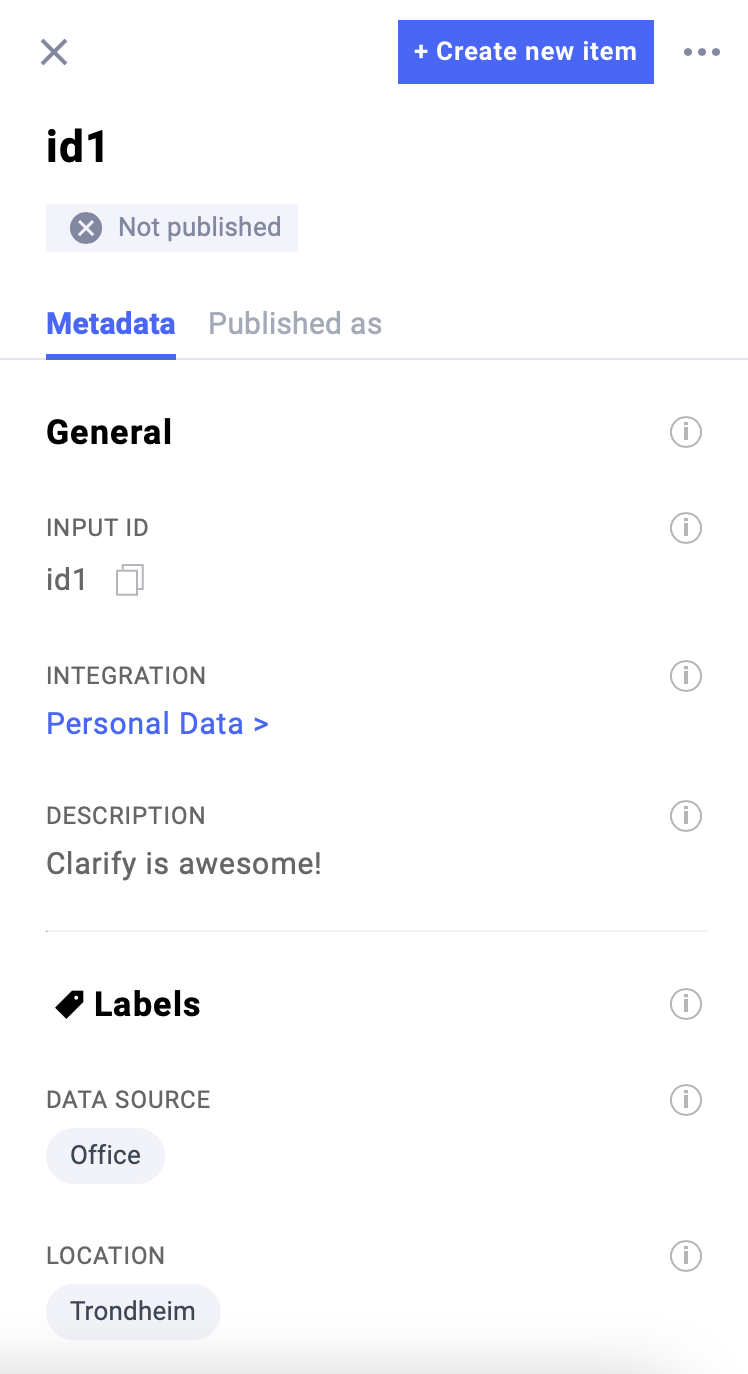 + Create new item
id1
Not published
Metadata Published as
General
INPUT ID
id1
INTEGRATION
Personal Data >
DESCRIPTION
Clarify is awesome!
Labels
DATA SOURCE
Office
LOCATION
Trondheim